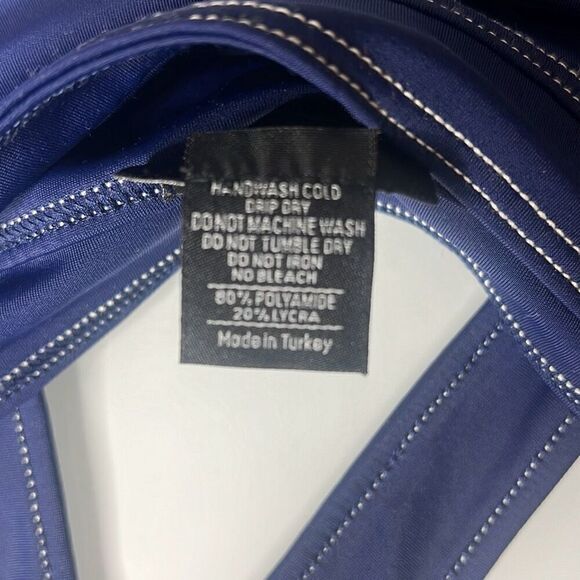 HANDWASH COLD
DRIP DRY
DO NOT MACHINE WASH
DO NOT TUMBLE DRY
DO NOT IRON
NO BLEACH
80% POLYAMIDE
20% LYCRA
Made in Turkey